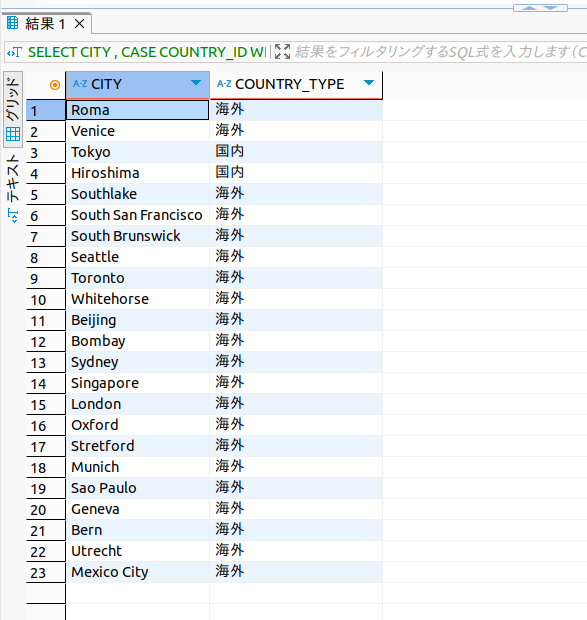 結果 1
SELECT CITY , CASE COUNTRY_ID WI
結果をフィルタリングするSQL式を入力します (C
グリッド
テキスト
A-Z CITY A-Z COUNTRY_TYPE
1 Roma 海外
2 Venice 海外
3 Tokyo 国内
4 Hiroshima 国内
5 Southlake 海外
6 South San Francisco 海外
7 South Brunswick 海外
8 Seattle 海外
9 Toronto 海外
10 Whitehorse 海外
11 Beijing 海外
12 Bombay 海外
13 Sydney 海外
14 Singapore 海外
15 London 海外
16 Oxford 海外
17 Stretford 海外
18 Munich 海外
19 Sao Paulo 海外
20 Geneva 海外
21 Bern 海外
22 Utrecht 海外
23 Mexico City 海外